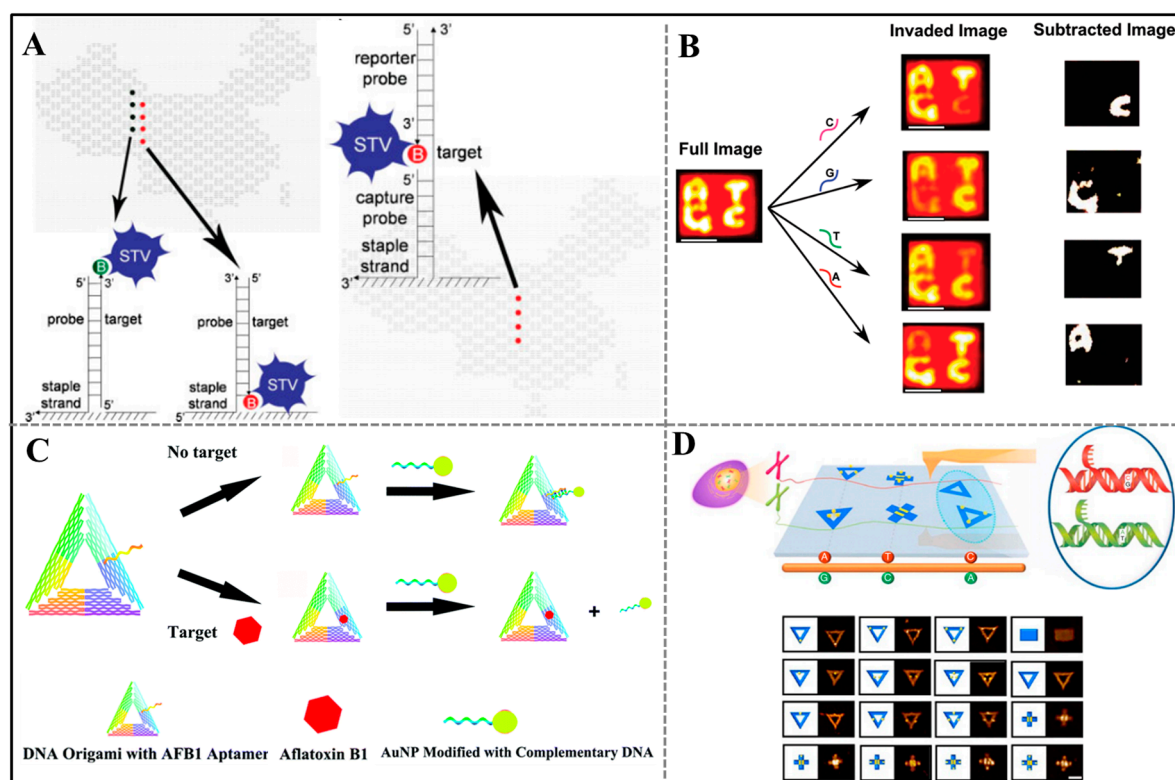 A
5'
3'
reporter
probe
3'
STV
B
target
5'
capture
probe
staple
strand
3'
STV
B
5'
3'
probe
target
staple
strand
3'
5'
3'
5'
probe
target
staple
strand
5'
B
STV
B
Invaded Image
Subtracted Image
Full Image
C
G
T
A
A T
G C
A T
G C
A T
G C
A T
G C
A T
G C
C
G
T
A
C
No target
Target
+
DNA Origami with AFB1 Aptamer
Aflatoxin B1
AuNP Modified with Complementary DNA
D
A
T
C
G
C
A